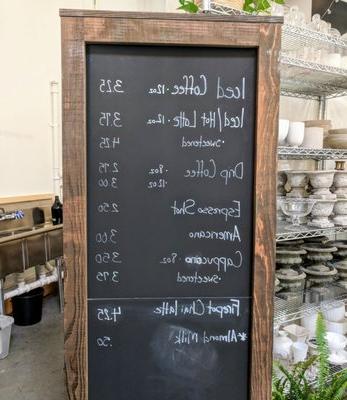 Iced Coffee • 12oz 3.25
Iced/Hot Latte 12oz 3.75
• Sweetened 4.25
Drip Coffee • 8oz 2.75
• 12oz 3.00
Espresso Shot 2.50
Americano 3.00
Cappuccino 8oz 3.50
• Sweetened 3.75
Firepot Chai Latte 4.25
*Almond Milk .50